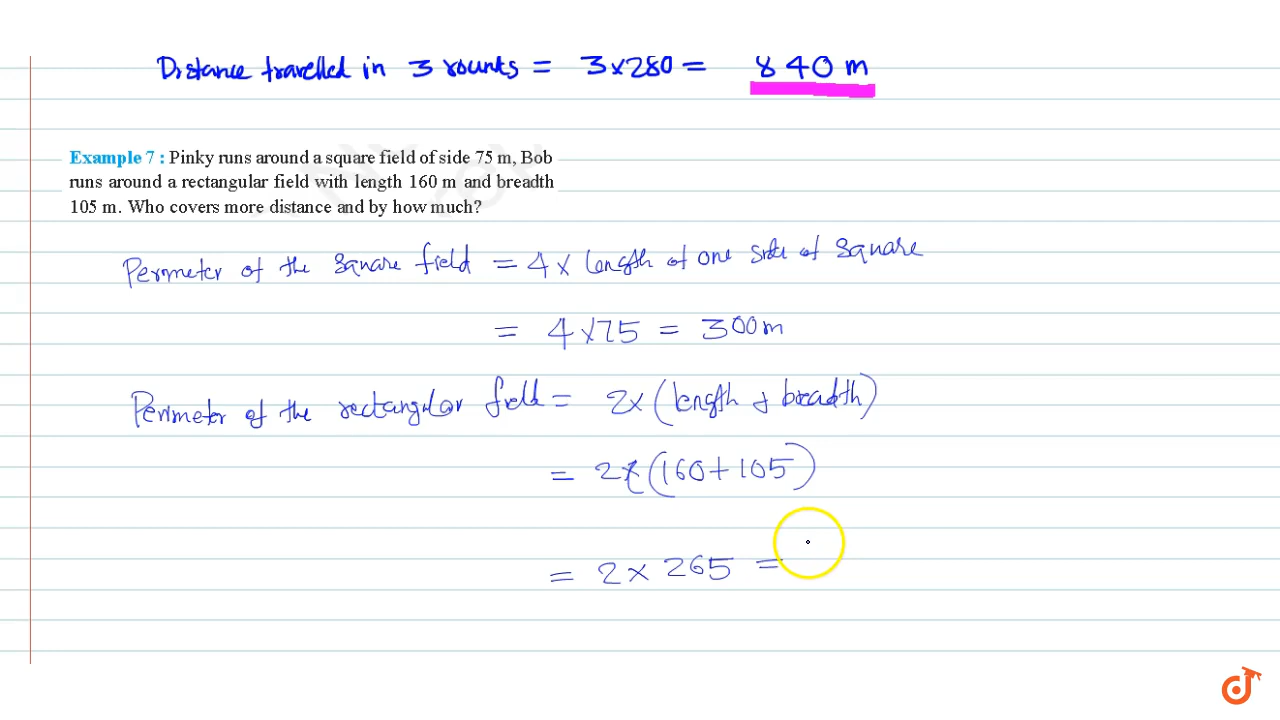 Distance travelled in 3 rounts = 3×280 = 840 m
Example 7 : Pinky runs around a square field of side 75 m, Bob
runs around a rectangular field with length 160 m and breadth
105 m. Who covers more distance and by how much?
Perimeter of the square field = 4 × length of one side of square
= 4×75 = 300 m
Perimeter of the rectangular field = 2× (length + breadth)
= 2×(160+105)
= 2 × 265 =